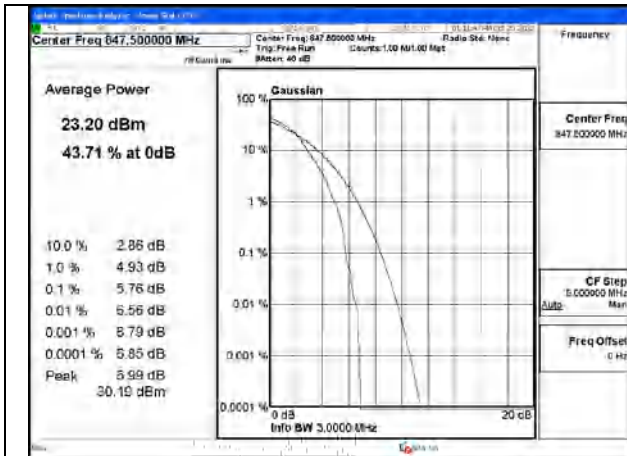 Center Freq 847.500000 MHz
Center Freq: 847.500000 MHz
Radio Std: None
Trig: Free Run
Counts: 1.00 M/1.00 Mpt
#Atten: 40 dB
Frequency
Average Power
23.20 dBm
43.71 % at 0dB
10.0 % 2.86 dB
1.0 % 4.93 dB
0.1 % 5.76 dB
0.01 % 6.56 dB
0.001 % 6.79 dB
0.0001 % 6.85 dB
Peak 6.99 dB
30.19 dBm
Gaussian
100 %
10 %
1 %
0.1 %
0.01 %
0.001 %
0.0001 %
0 dB
20 dB
Info BW 3.0000 MHz
Center Freq
847.500000 MHz
CF Step
5.000000 MHz
Auto Man
Freq Offset
0 Hz